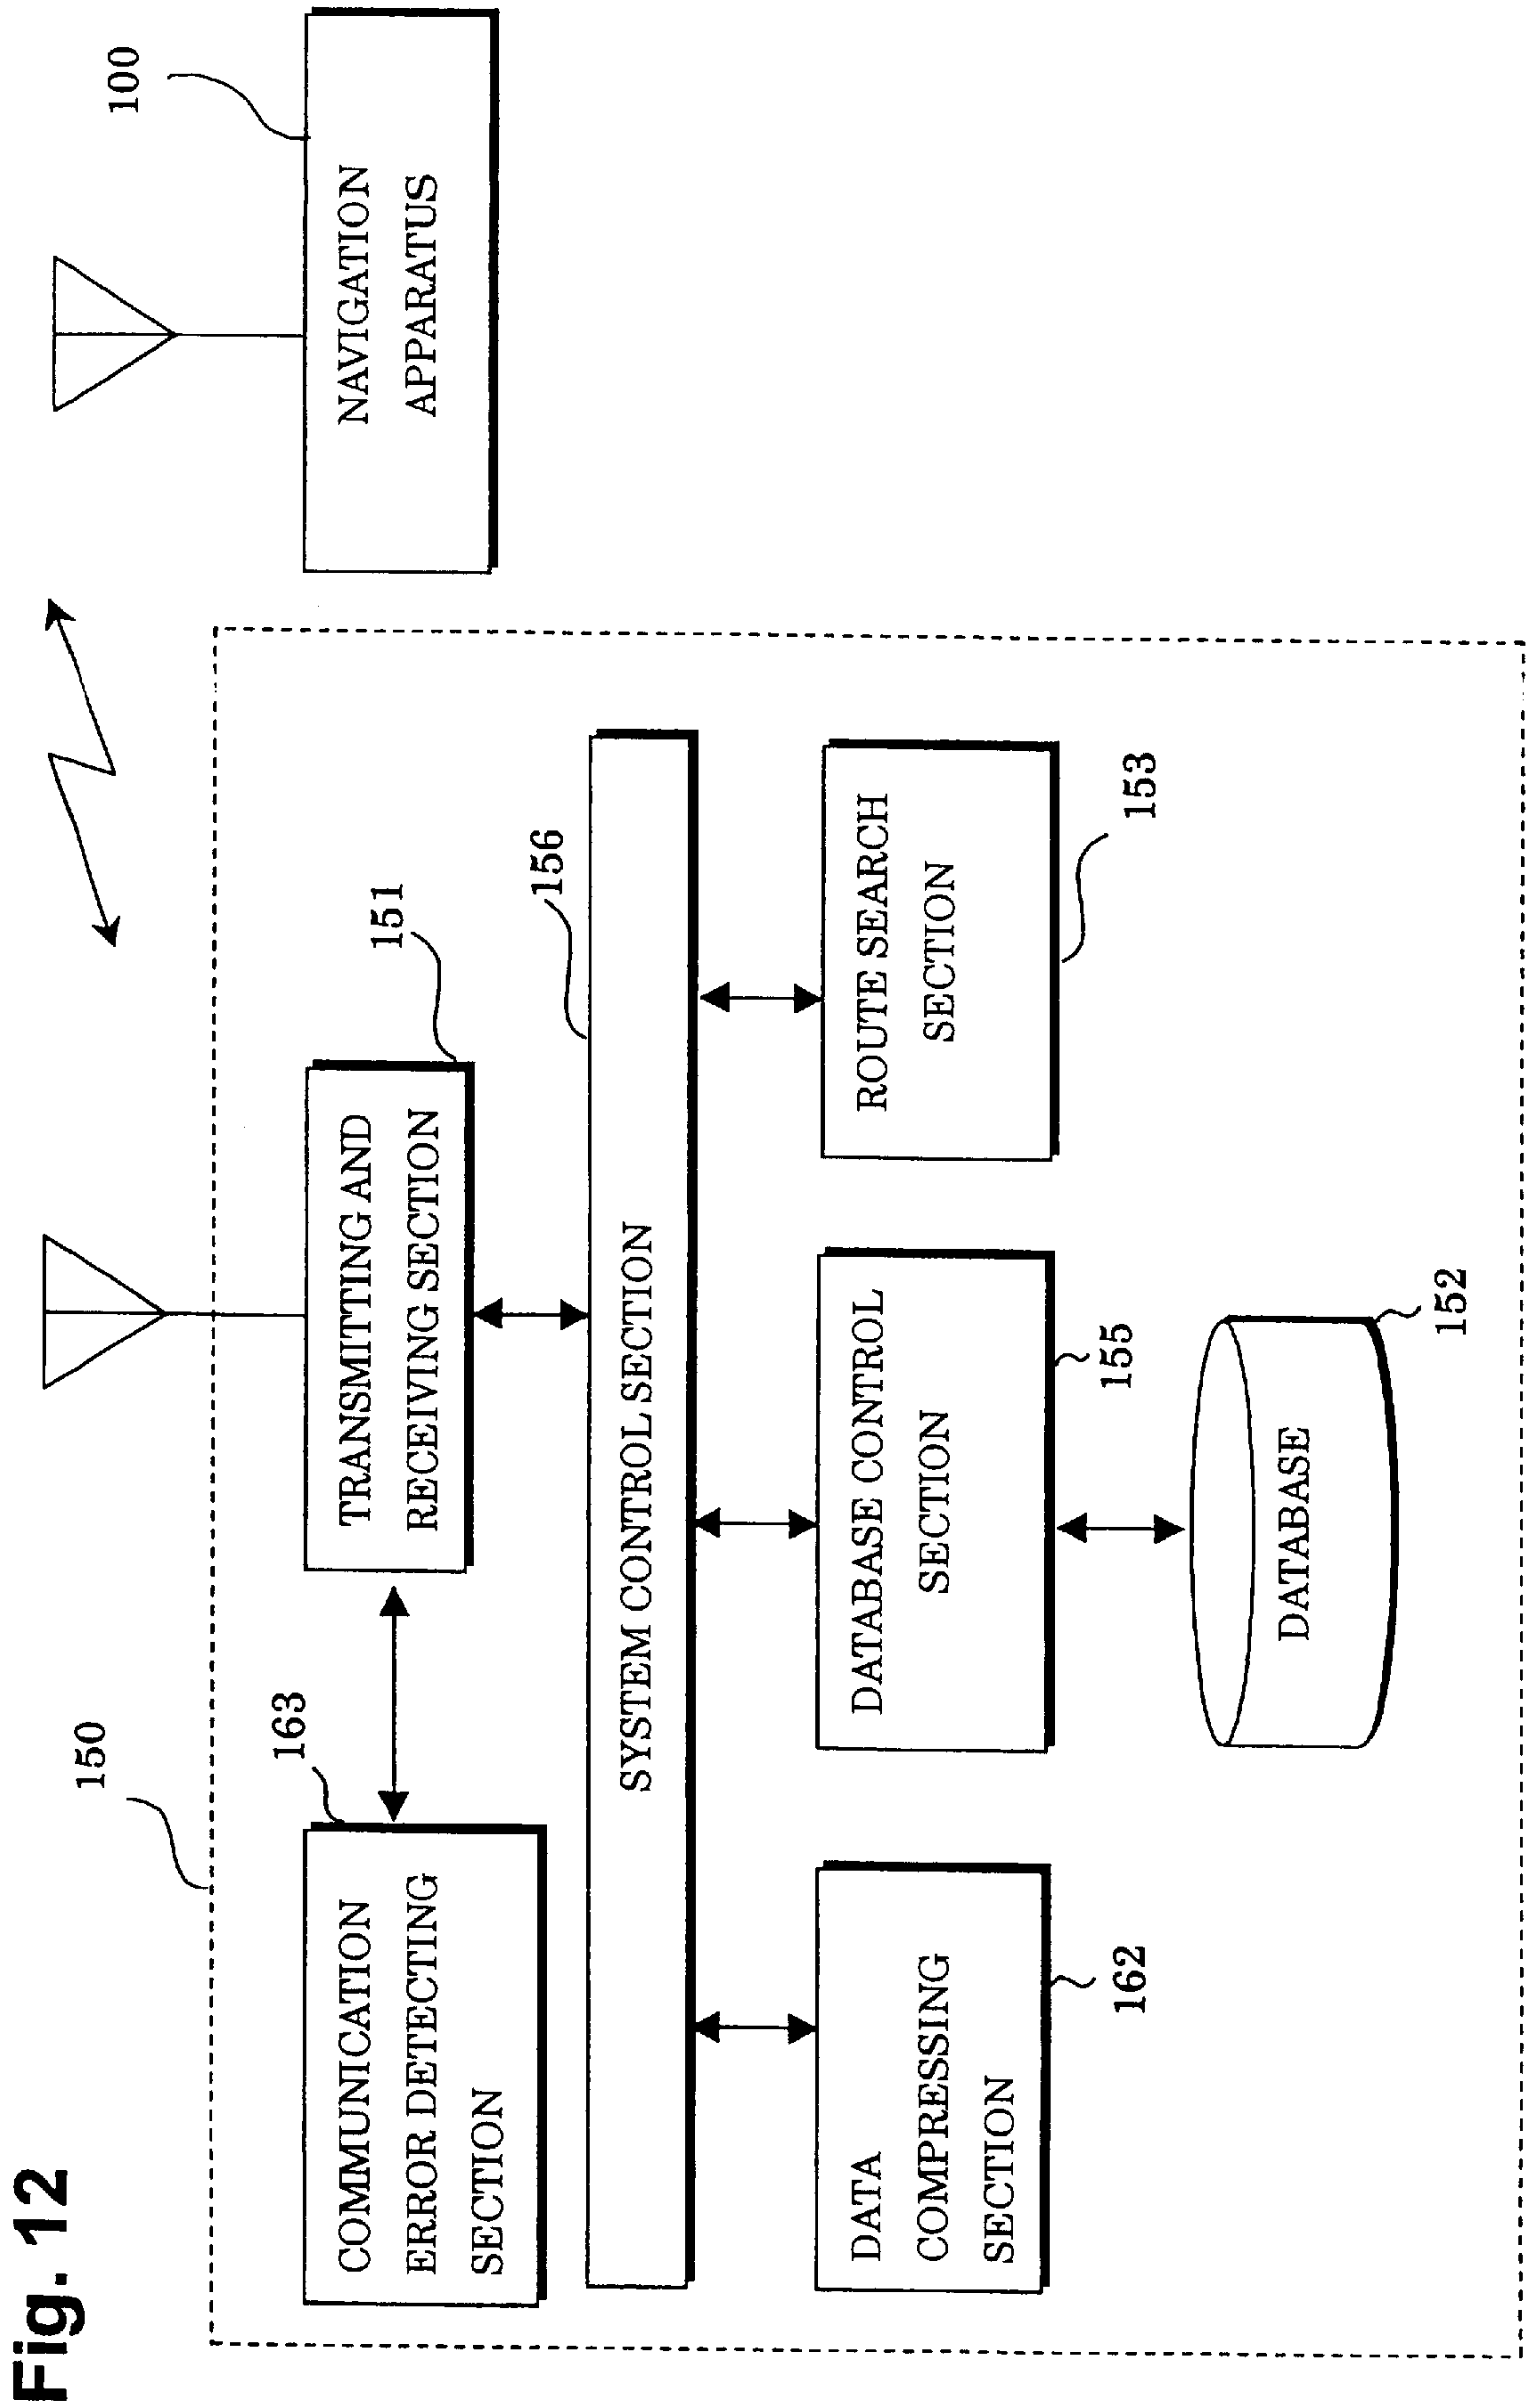 Fig. 12
150
163
COMMUNICATION
ERROR DETECTING
SECTION
151
TRANSMITTING AND
RECEIVING SECTION
100
NAVIGATION
APPARATUS
156
SYSTEM CONTROL SECTION
DATA
COMPRESSING
SECTION
162
DATABASE CONTROL
SECTION
155
ROUTE SEARCH
SECTION
153
DATABASE
152